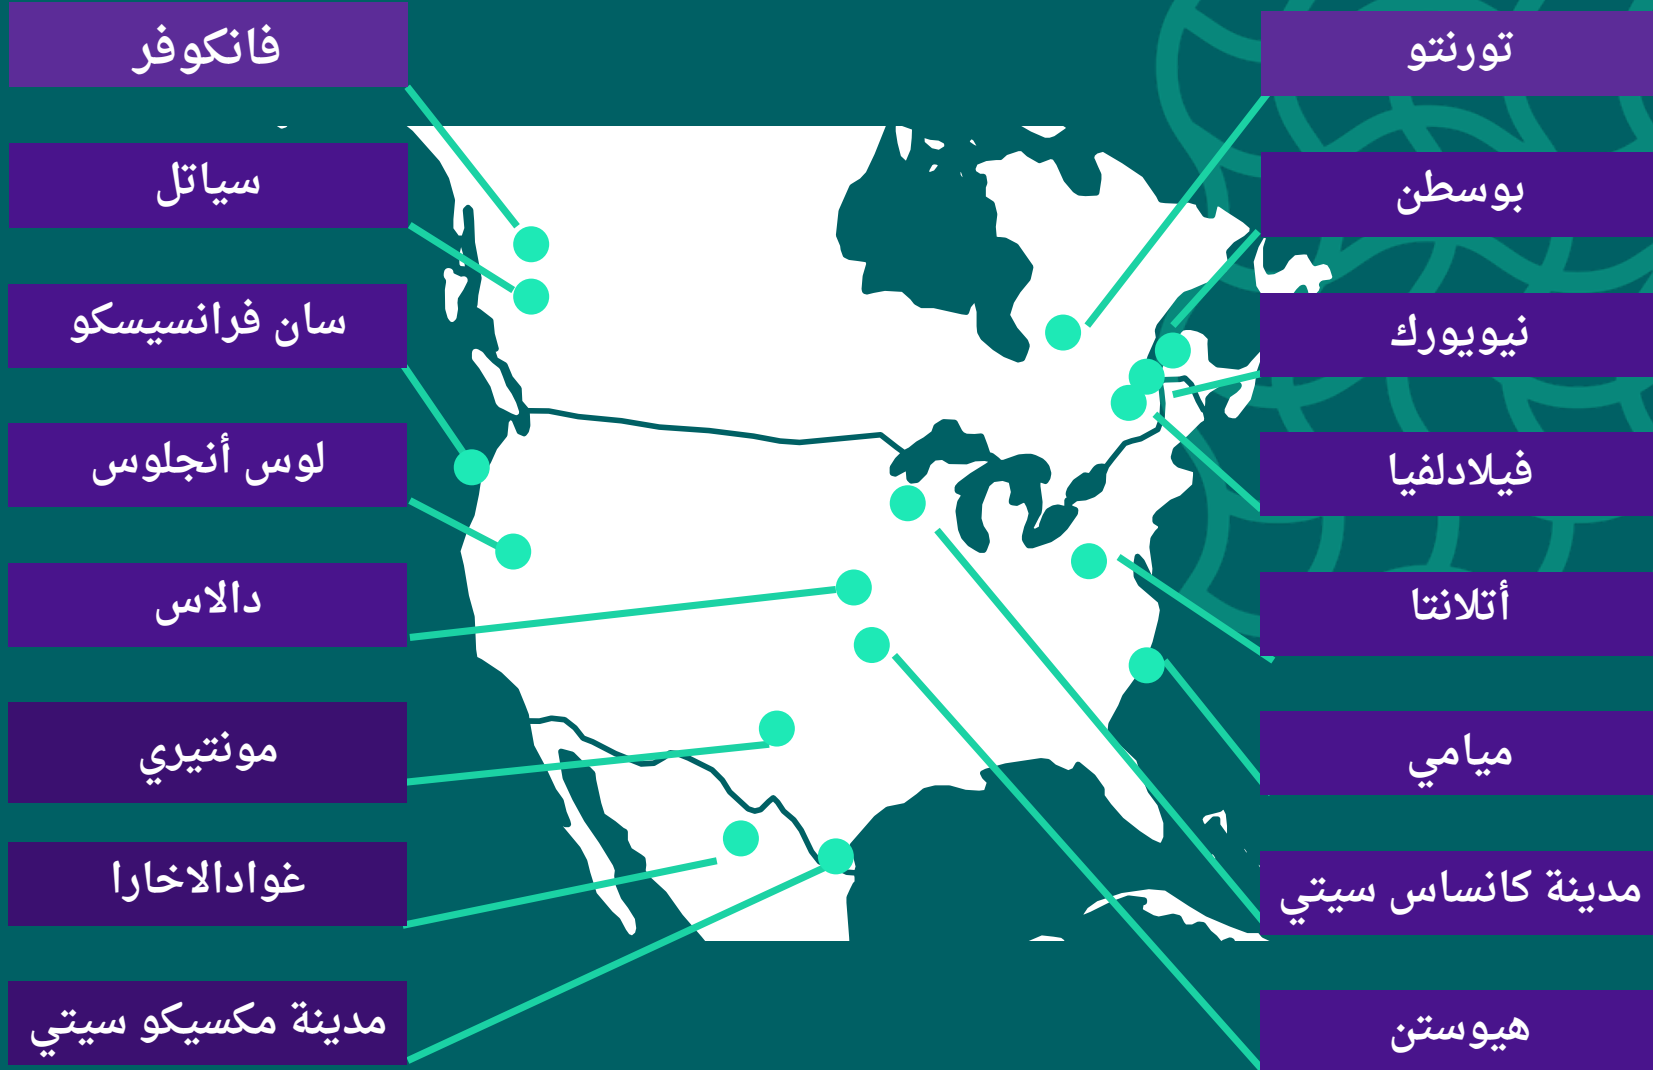 فانكوفر
سياتل
سان فرانسيسكو
لوس أنجلوس
دالاس
مونتيري
غوادالاخارا
مدينة مكسيكو سيتي
تورنتو
بوسطن
نيويورك
فيلادلفيا
أتلانتا
ميامي
مدينة كانساس سيتي
هيوستن